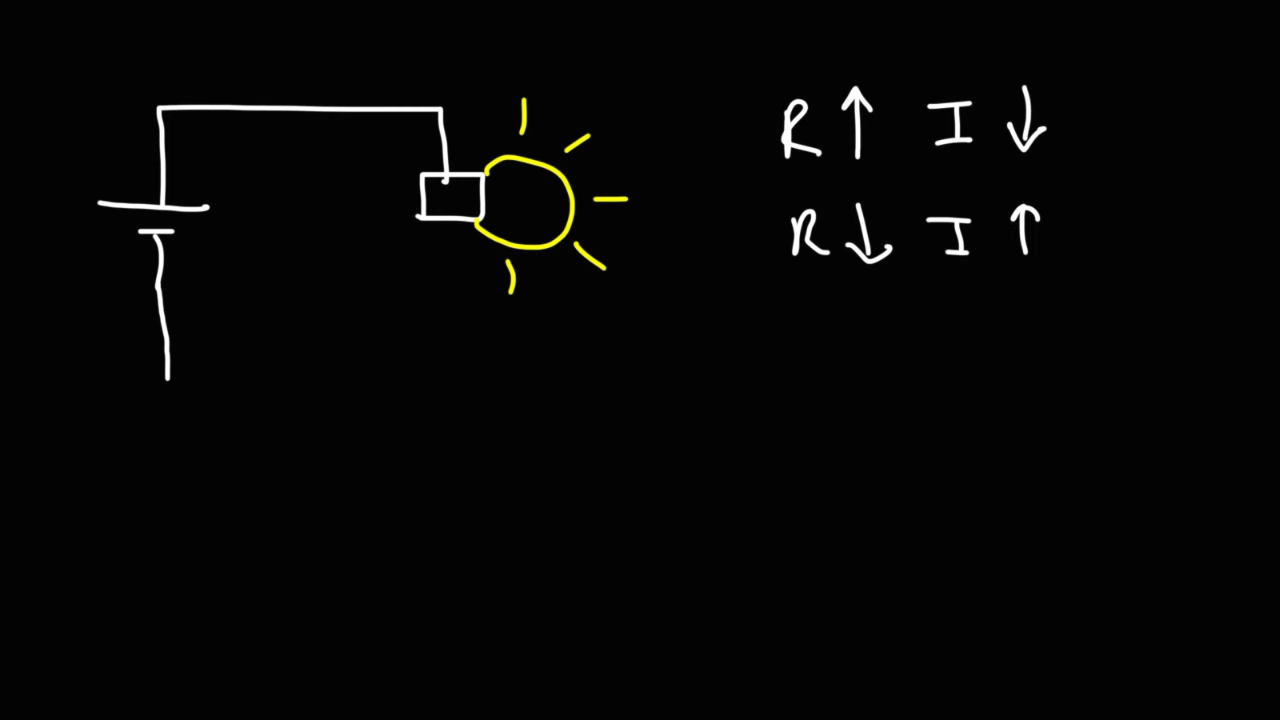 R ↑ I ↓
R ↓ I ↑